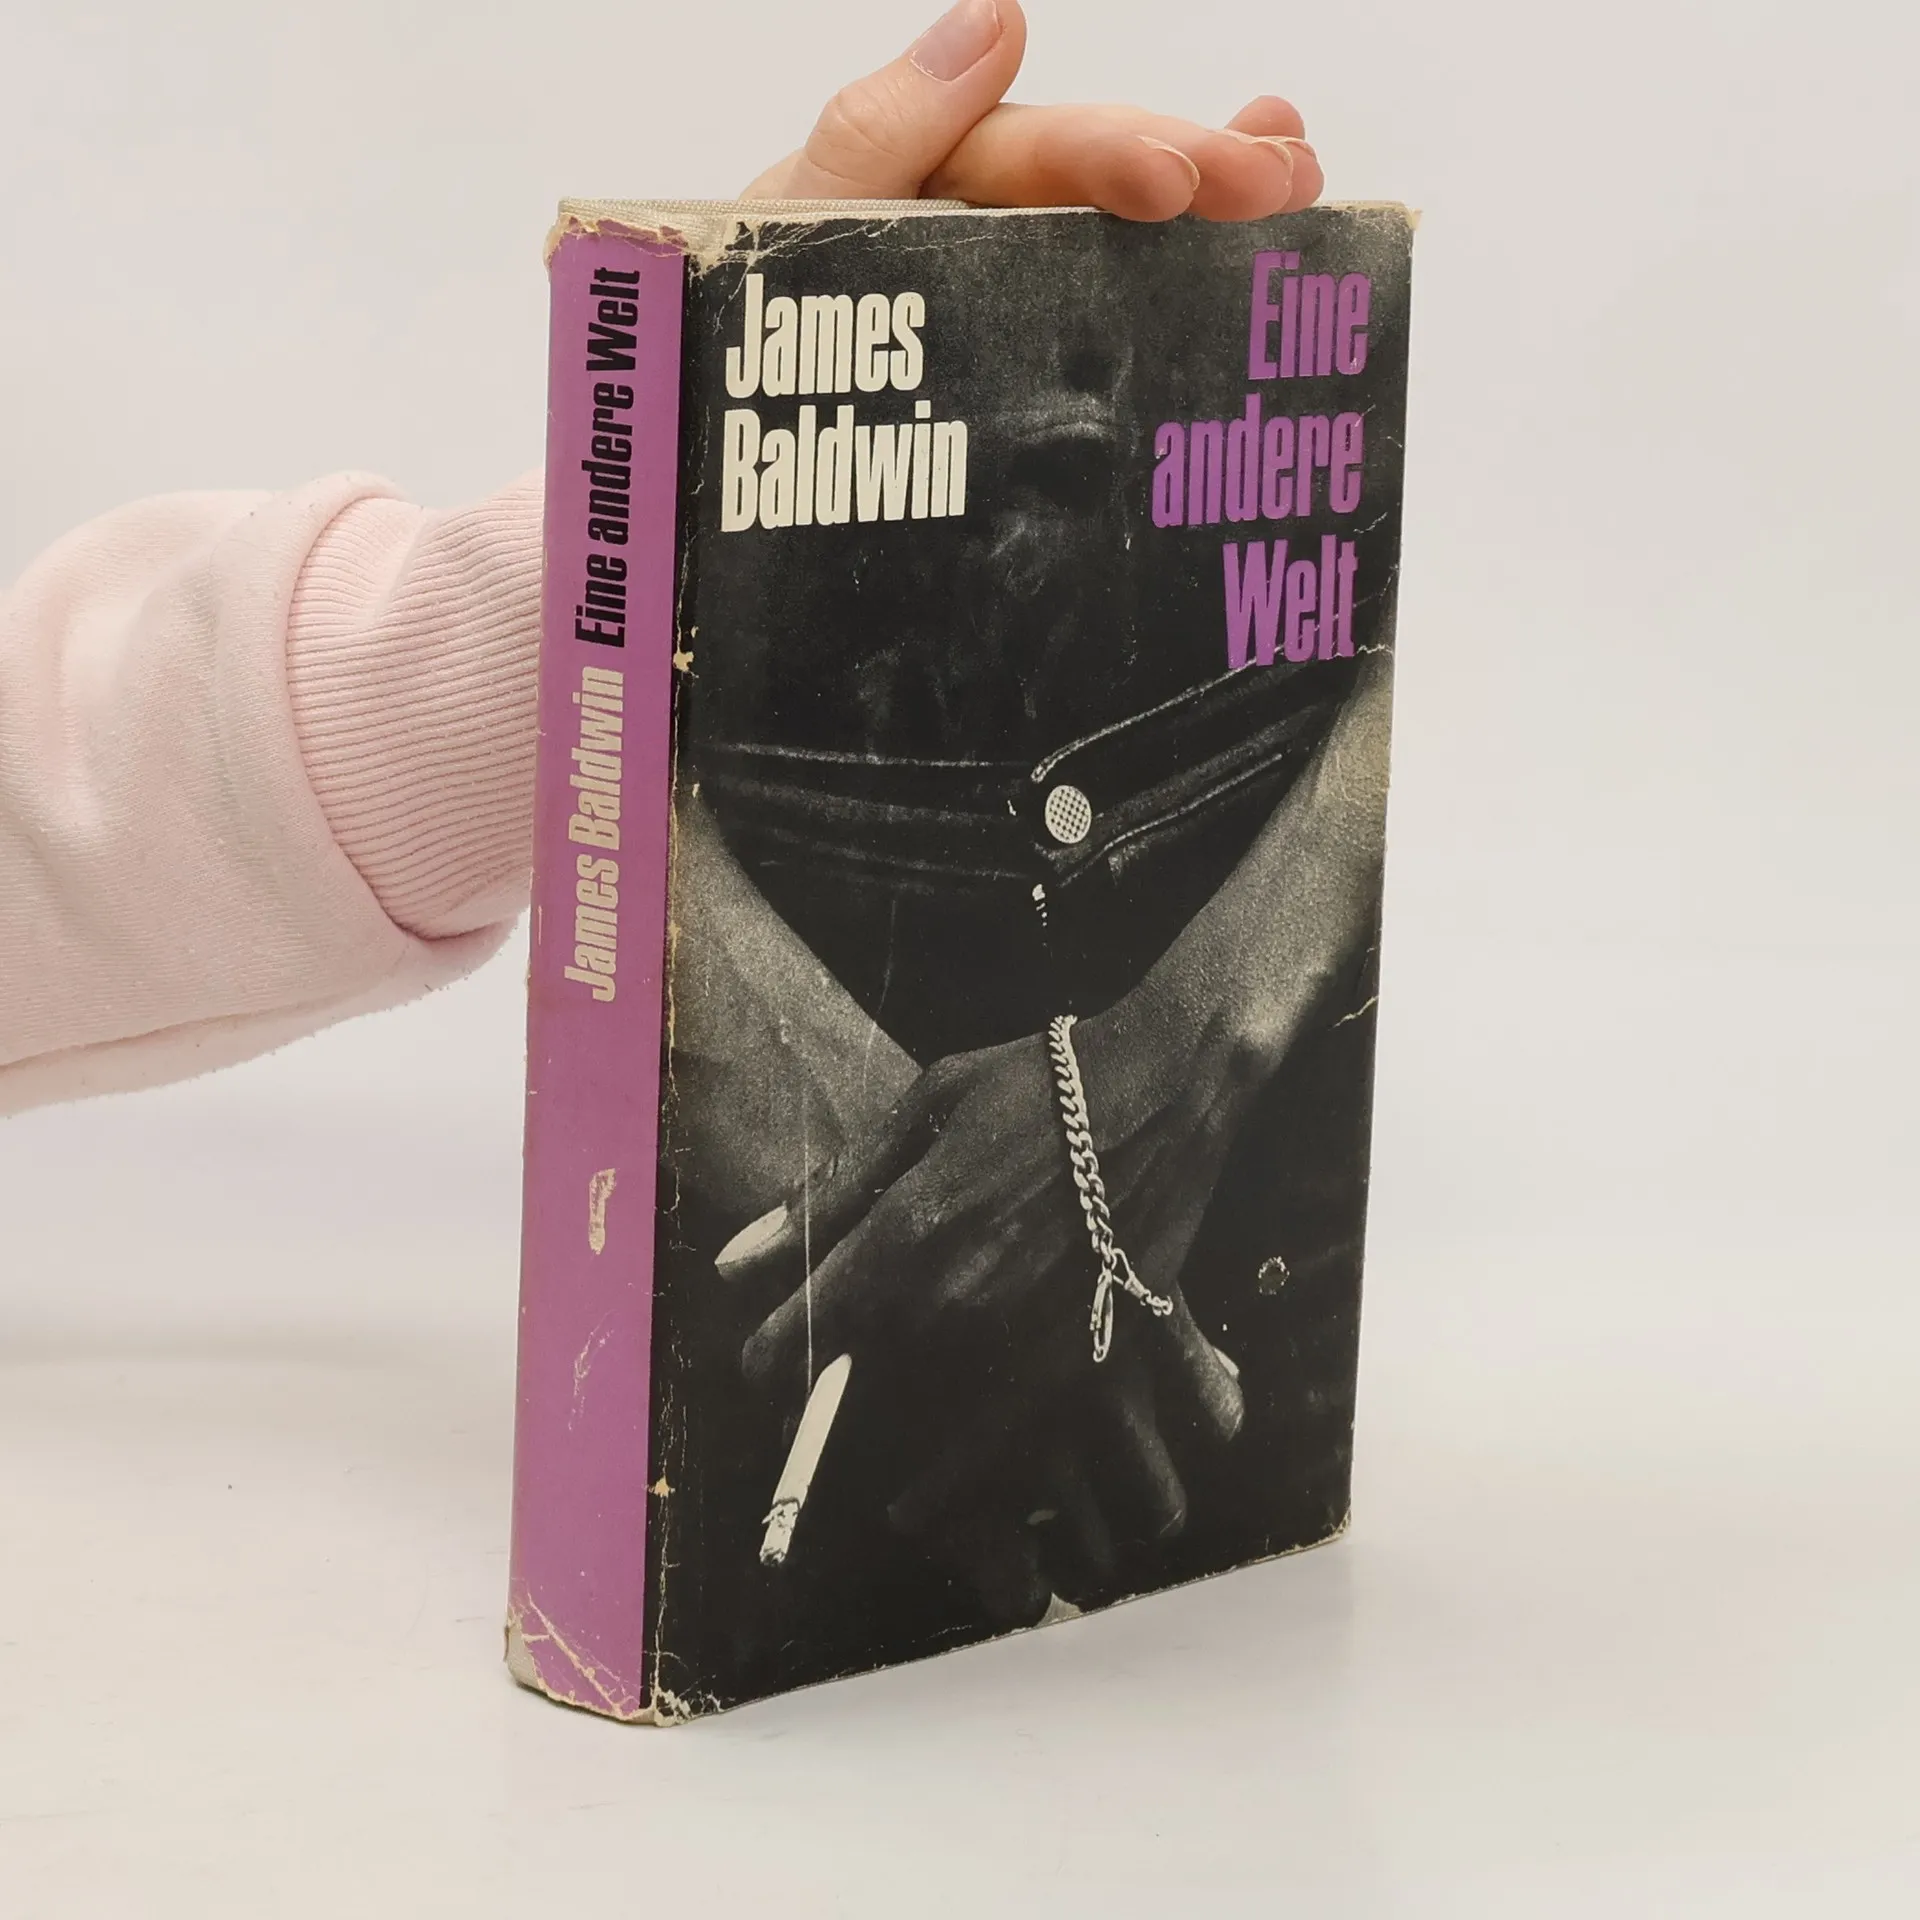 James
Baldwin
Eine
andere
Welt
James Baldwin Eine andere Welt